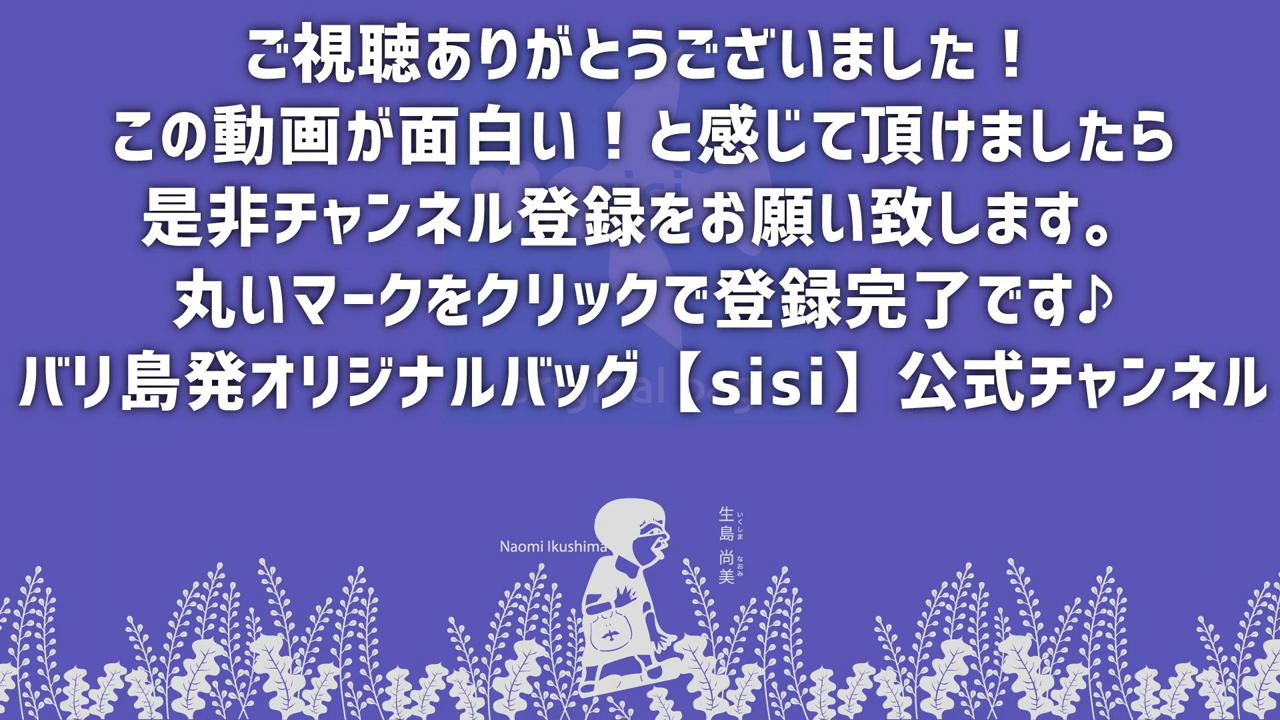 ご視聴ありがとうございました！
この動画が面白い！と感じて頂けましたら
是非チャンネル登録をお願い致します。
丸いマークをクリックで登録完了です♪
バリ島発オリジナルバッグ【sisi】公式チャンネル
Naomi Ikushima
生島 尚美
いくしま なおみ